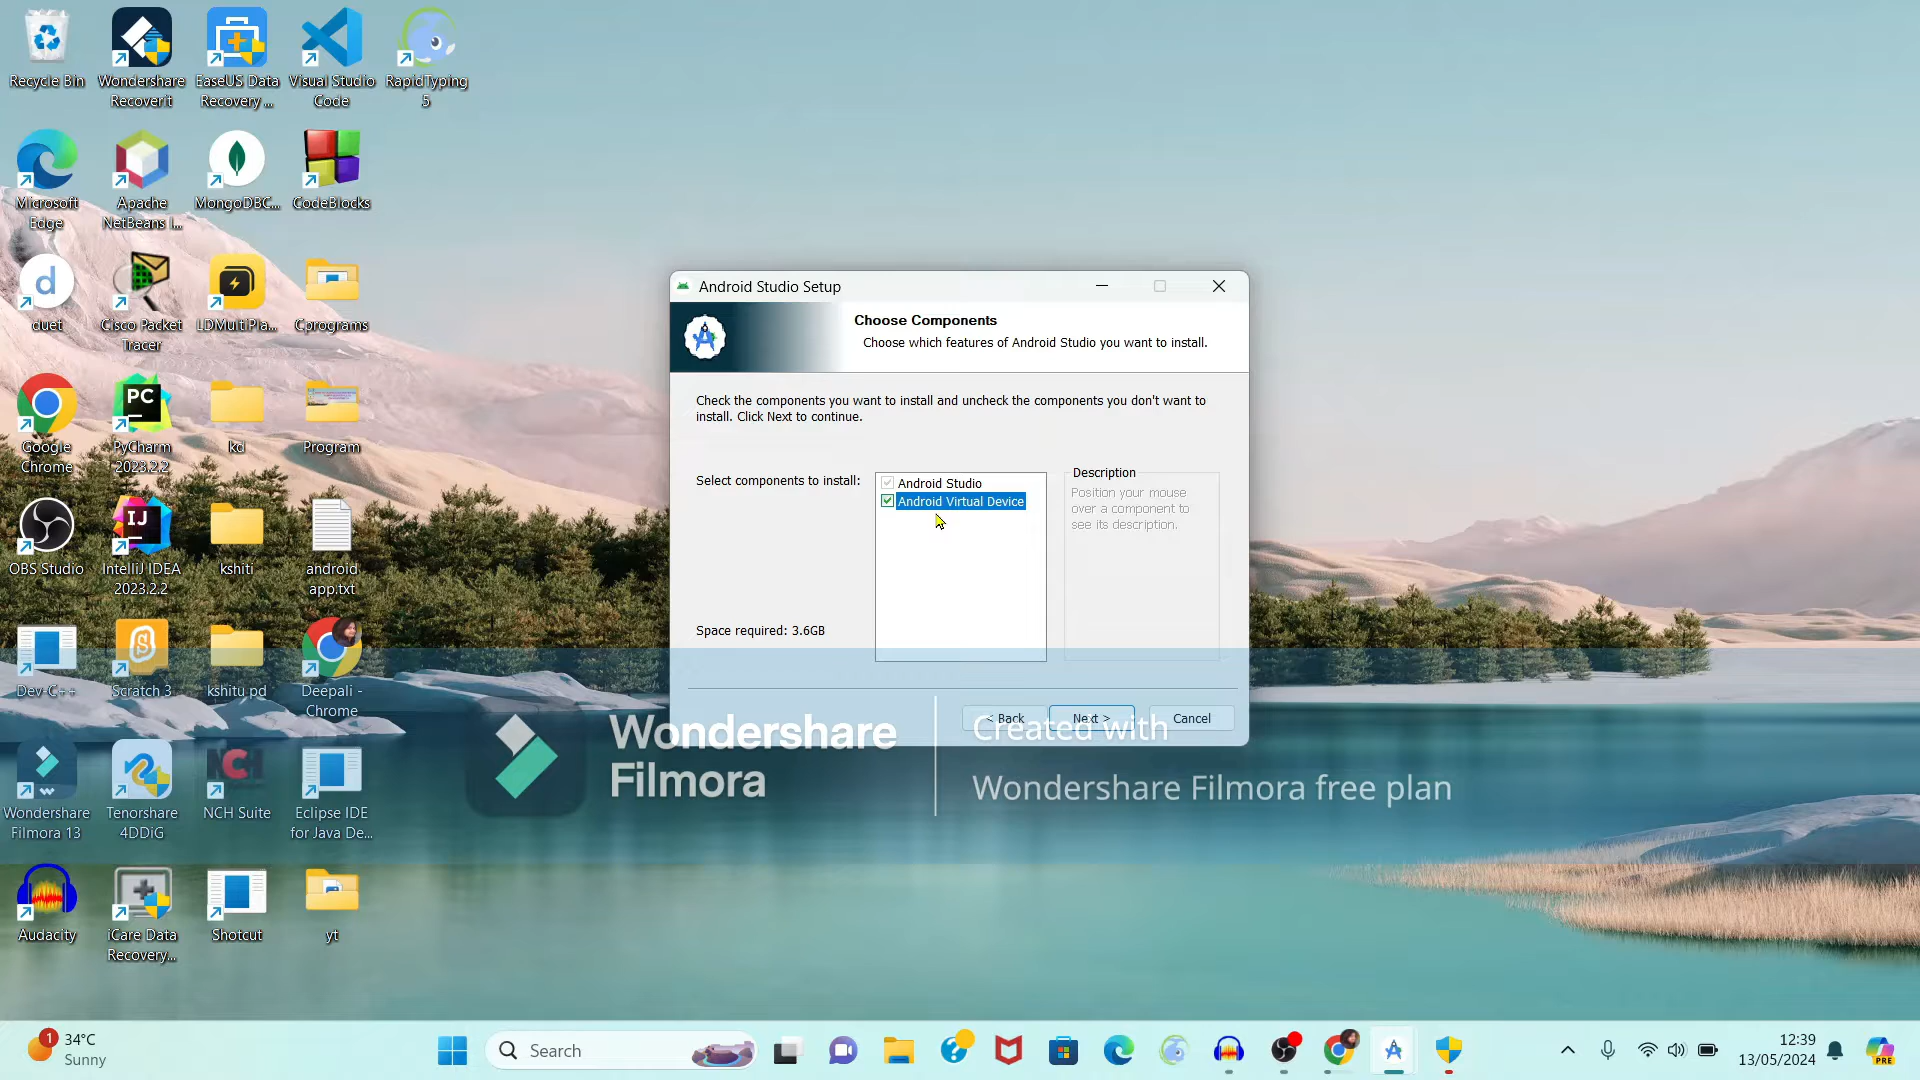 Recycle Bin
Wondershare
Recoverit
EaseUS Data
Recovery ...
Visual Studio
Code
RapidTyping
5
Microsoft
Edge
Apache
NetBeans I...
MongoDBC...
CodeBlocks
duet
Cisco Packet
Tracer
LDMultiPla...
Cprograms
Google
Chrome
PyCharm
2023.2.2
kd
Program
OBS Studio
IntelliJ IDEA
2023.2.2
kshiti
android
app.txt
Dev-C++
Scratch 3
kshitu pd
Deepali -
Chrome
Wondershare
Filmora 13
Tenorshare
4DDiG
NCH Suite
Eclipse IDE
for Java De...
Audacity
iCare Data
Recovery...
Shotcut
yt
d
PC
IJ
NCH
Android Studio Setup
Choose Components
Choose which features of Android Studio you want to install.
Check the components you want to install and uncheck the components you don't want to
install. Click Next to continue.
Select components to install:
Android Studio
Android Virtual Device
Description
Position your mouse
over a component to
see its description.
Space required: 3.6GB
< Back
Next >
Cancel
Wondershare
Filmora
Created with
Wondershare Filmora free plan
1
34°C
Sunny
Search
12:39
13/05/2024
PRE